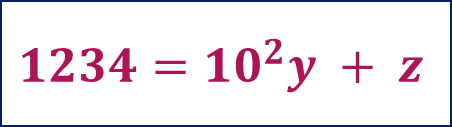 1234 = 10²y + z